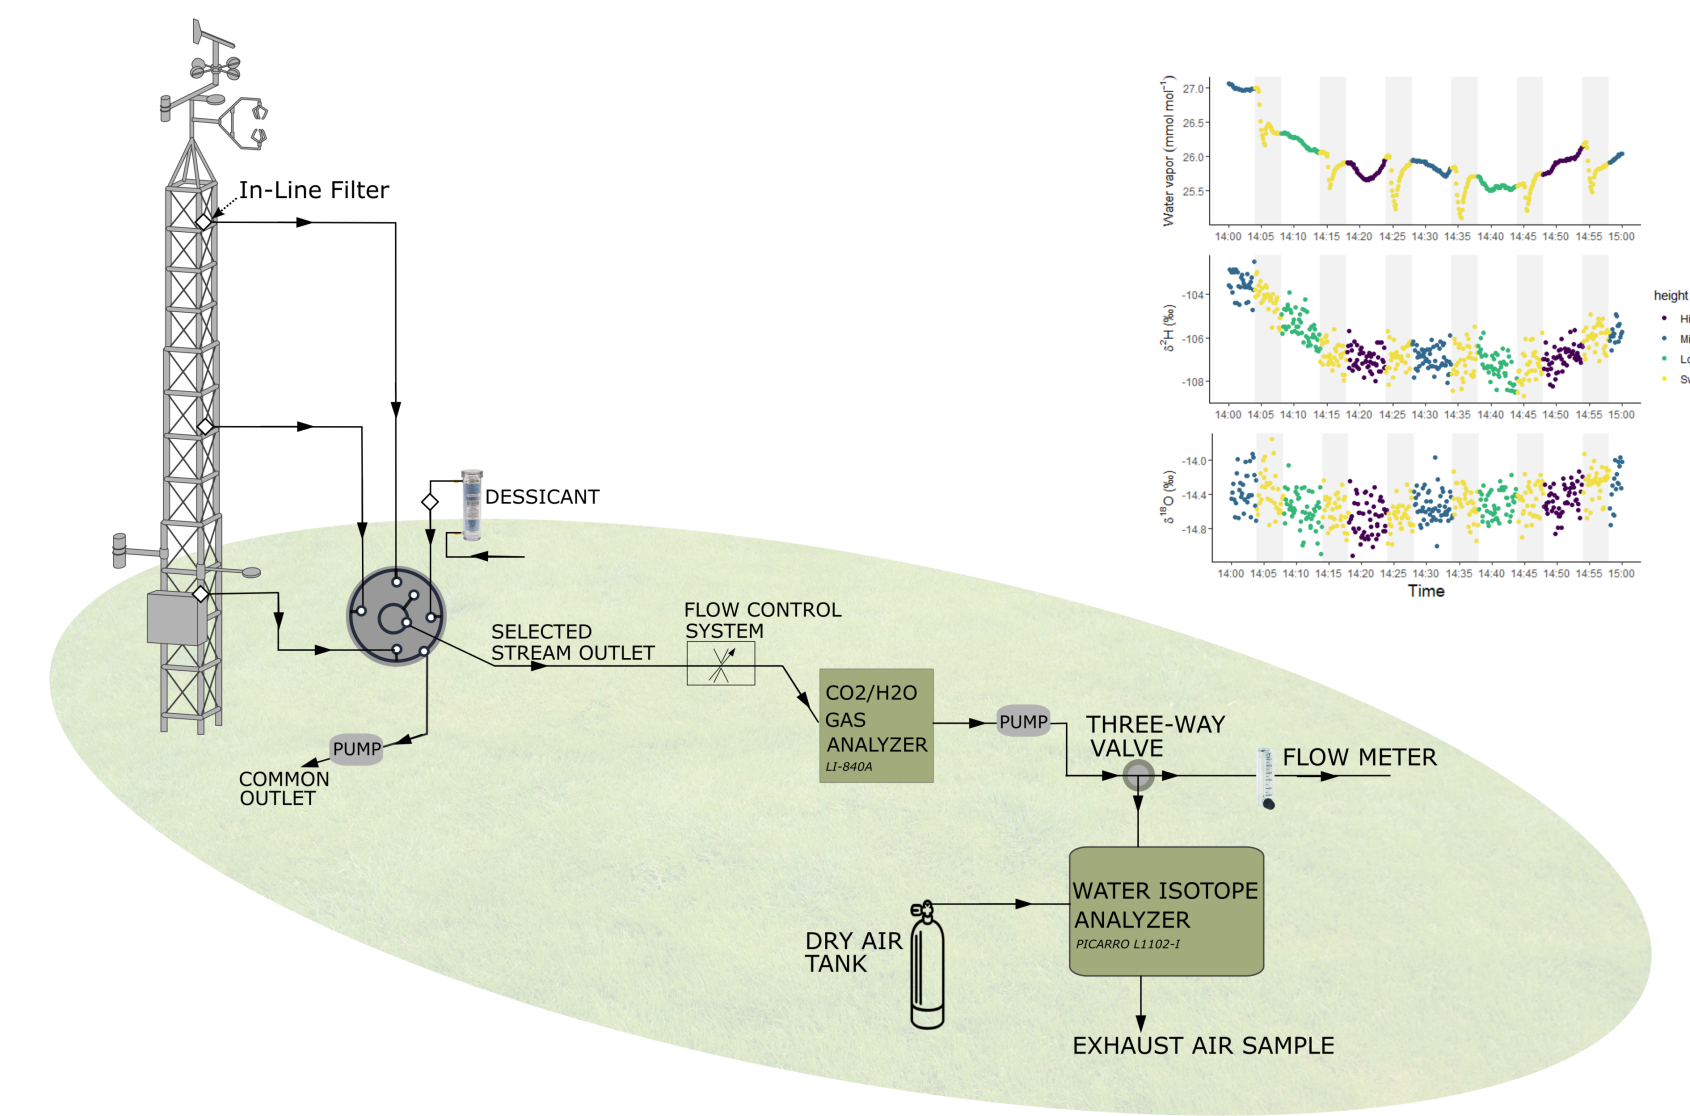 In-Line Filter
DESSICANT
SELECTED
STREAM OUTLET
FLOW CONTROL
SYSTEM
CO2/H2O
GAS
ANALYZER
LI-840A
PUMP
THREE-WAY
VALVE
FLOW METER
PUMP
COMMON
OUTLET
WATER ISOTOPE
ANALYZER
PICARRO L1102-I
DRY AIR
TANK
EXHAUST AIR SAMPLE
Water vapor (mmol mol⁻¹)
27.0
26.5
26.0
25.5
14:00 14:05 14:10 14:15 14:20 14:25 14:30 14:35 14:40 14:45 14:50 14:55 15:00
δ²H (‰)
-104
-106
-108
14:00 14:05 14:10 14:15 14:20 14:25 14:30 14:35 14:40 14:45 14:50 14:55 15:00
δ¹⁸O (‰)
-14.0
-14.4
-14.8
14:00 14:05 14:10 14:15 14:20 14:25 14:30 14:35 14:40 14:45 14:50 14:55 15:00
Time
height
Hi
Mi
Lo
Sw